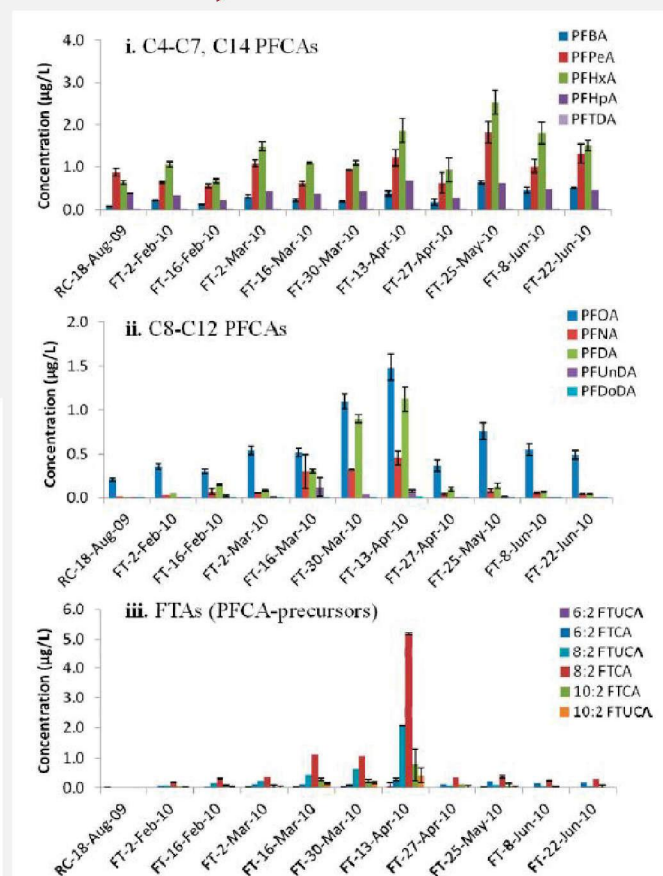 i. C4-C7, C14 PFCAs
Concentration (µg/L)
4.0
3.0
2.0
1.0
0.0
PFBA
PFPeA
PFHxA
PFHpA
PFTDA
RC-18-Aug-09
FT-2-Feb-10
FT-16-Feb-10
FT-2-Mar-10
FT-16-Mar-10
FT-30-Mar-10
FT-13-Apr-10
FT-27-Apr-10
FT-25-May-10
FT-8-Jun-10
FT-22-Jun-10
ii. C8-C12 PFCAs
Concentration (µg/L)
2.0
1.5
1.0
0.5
0.0
PFOA
PFNA
PFDA
PFUnDA
PFDoDA
RC-18-Aug-09
FT-2-Feb-10
FT-16-Feb-10
FT-2-Mar-10
FT-16-Mar-10
FT-30-Mar-10
FT-13-Apr-10
FT-27-Apr-10
FT-25-May-10
FT-8-Jun-10
FT-22-Jun-10
iii. FTAs (PFCA-precursors)
Concentration (µg/L)
6.0
5.0
4.0
3.0
2.0
1.0
0.0
6:2 FTUCA
6:2 FTCA
8:2 FTUCA
8:2 FTCA
10:2 FTCA
10:2 FTUCA
RC-18-Aug-09
FT-2-Feb-10
FT-16-Feb-10
FT-2-Mar-10
FT-16-Mar-10
FT-30-Mar-10
FT-13-Apr-10
FT-27-Apr-10
FT-25-May-10
FT-8-Jun-10
FT-22-Jun-10